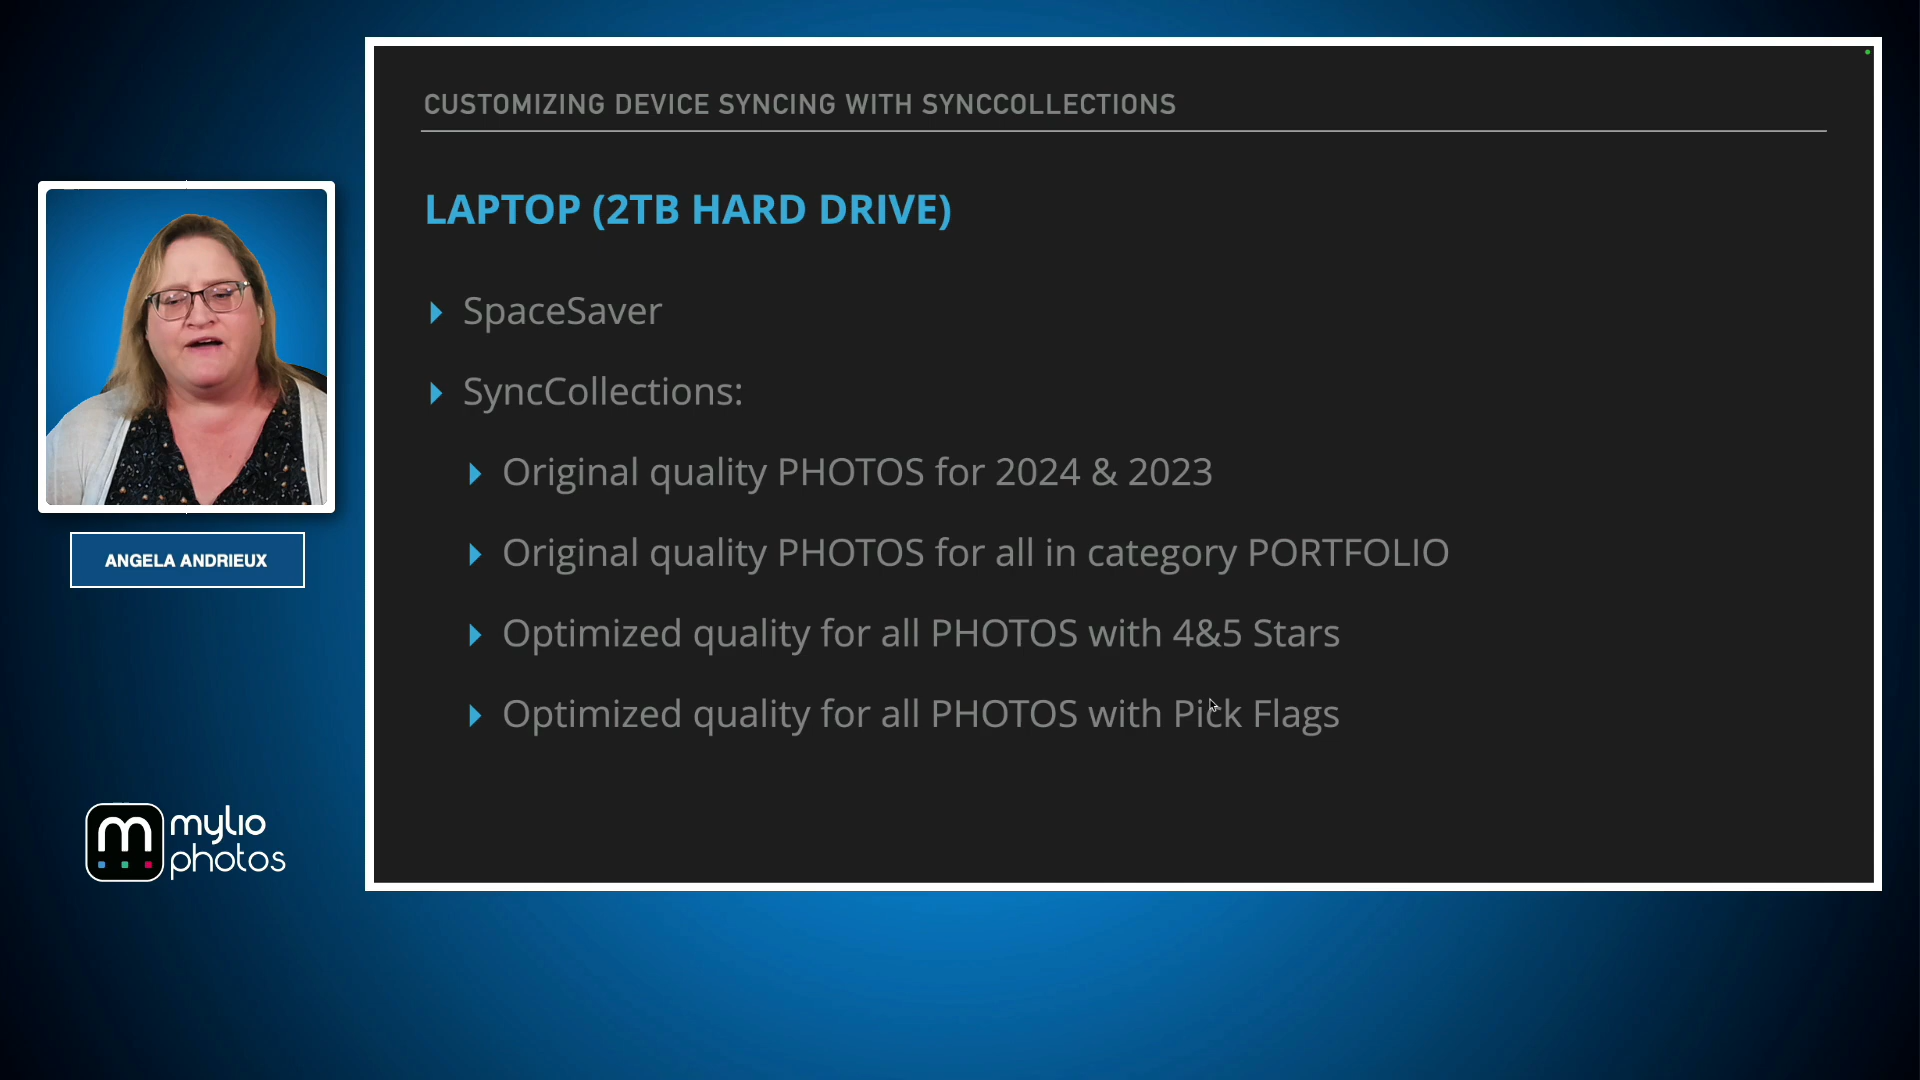 CUSTOMIZING DEVICE SYNCING WITH SYNCCOLLECTIONS
LAPTOP (2TB HARD DRIVE)
SpaceSaver
SyncCollections:
Original quality PHOTOS for 2024 & 2023
Original quality PHOTOS for all in category PORTFOLIO
Optimized quality for all PHOTOS with 4&5 Stars
Optimized quality for all PHOTOS with Pick Flags
ANGELA ANDRIEUX
m
mylio
photos